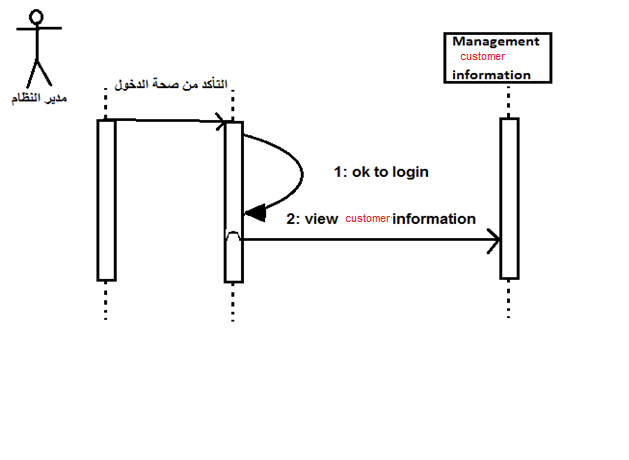 Management
customer
information
التأكد من صحة الدخول
مدير النظام
1: ok to login
2: view customer information